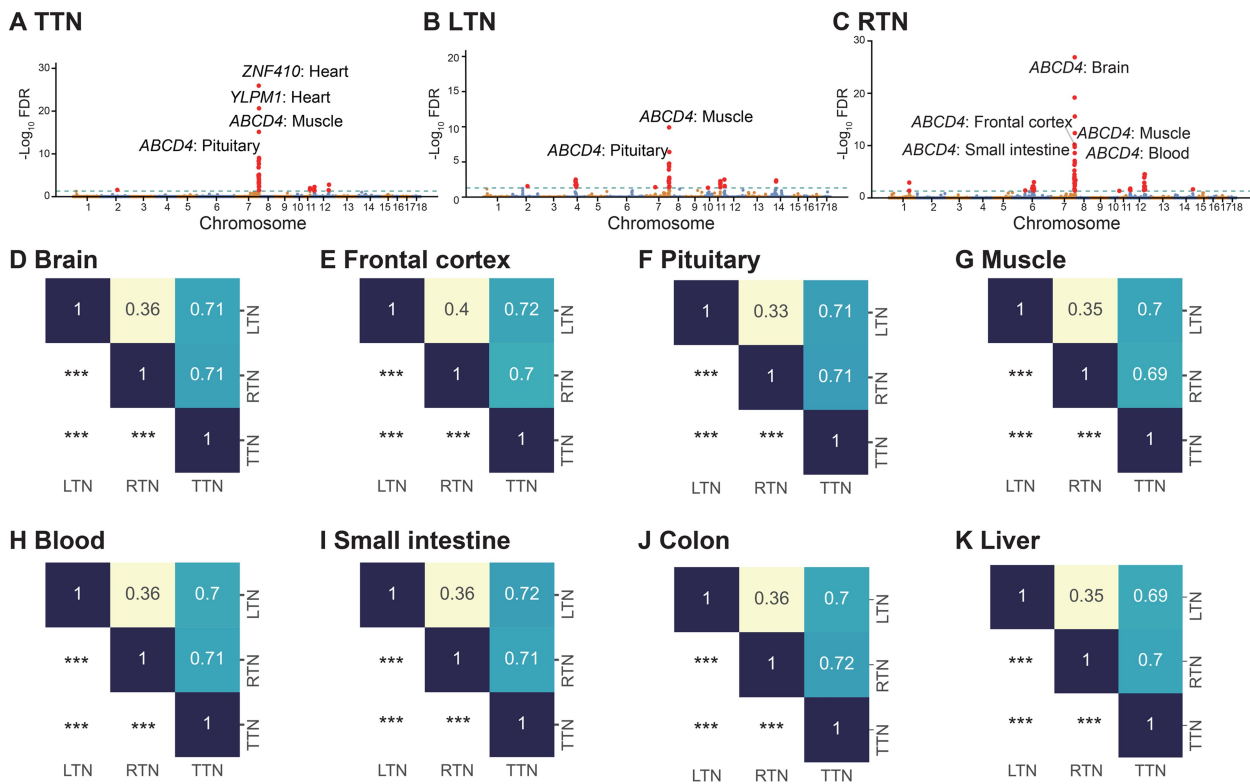 A TTN
-Log10 FDR
30
20
10
0
ZNF410: Heart
YLPM1: Heart
ABCD4: Muscle
ABCD4: Pituitary
1 2 3 4 5 6 7 8 9 10 11 12 13 14 15 16 17 18
Chromosome
B LTN
-Log10 FDR
20
15
10
5
0
ABCD4: Muscle
ABCD4: Pituitary
1 2 3 4 5 6 7 8 9 10 11 12 13 14 15 16 17 18
Chromosome
C RTN
-Log10 FDR
30
20
10
0
ABCD4: Brain
ABCD4: Frontal cortex
ABCD4: Muscle
ABCD4: Small intestine
ABCD4: Blood
1 2 3 4 5 6 7 8 9 10 11 12 13 14 15 16 17 18
Chromosome
D Brain
1 0.36 0.71 LTN
*** 1 0.71 RTN
*** *** 1 TTN
LTN RTN TTN
E Frontal cortex
1 0.4 0.72 LTN
*** 1 0.7 RTN
*** *** 1 TTN
LTN RTN TTN
F Pituitary
1 0.33 0.71 LTN
*** 1 0.71 RTN
*** *** 1 TTN
LTN RTN TTN
G Muscle
1 0.35 0.7 LTN
*** 1 0.69 RTN
*** *** 1 TTN
LTN RTN TTN
H Blood
1 0.36 0.7 LTN
*** 1 0.71 RTN
*** *** 1 TTN
LTN RTN TTN
I Small intestine
1 0.36 0.72 LTN
*** 1 0.71 RTN
*** *** 1 TTN
LTN RTN TTN
J Colon
1 0.36 0.7 LTN
*** 1 0.72 RTN
*** *** 1 TTN
LTN RTN TTN
K Liver
1 0.35 0.69 LTN
*** 1 0.7 RTN
*** *** 1 TTN
LTN RTN TTN